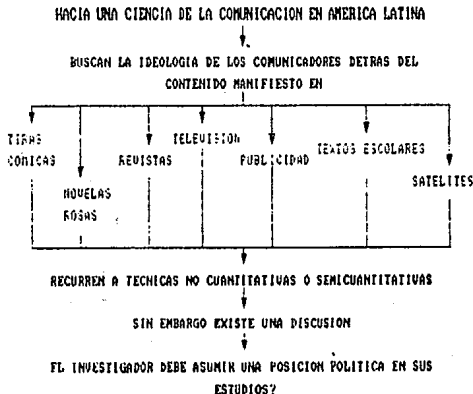 HACIA UNA CIENCIA DE LA COMUNICACION EN AMERICA LATINA
BUSCAN LA IDEOLOGIA DE LOS COMUNICADORES DETRAS DEL
CONTENIDO MANIFIESTO EN
TIRAS
COMICAS
NOVELAS
ROSAS
REVISTAS
TELEVISION
PUBLICIDAD
TEXTOS ESCOLARES
SATELITES
RECURREN A TECNICAS NO CUANTITATIVAS O SEMICUANTITATIVAS
SIN EMBARGO EXISTE UNA DISCUSION
EL INVESTIGADOR DEBE ASUMIR UNA POSICION POLITICA EN SUS
ESTUDIOS?